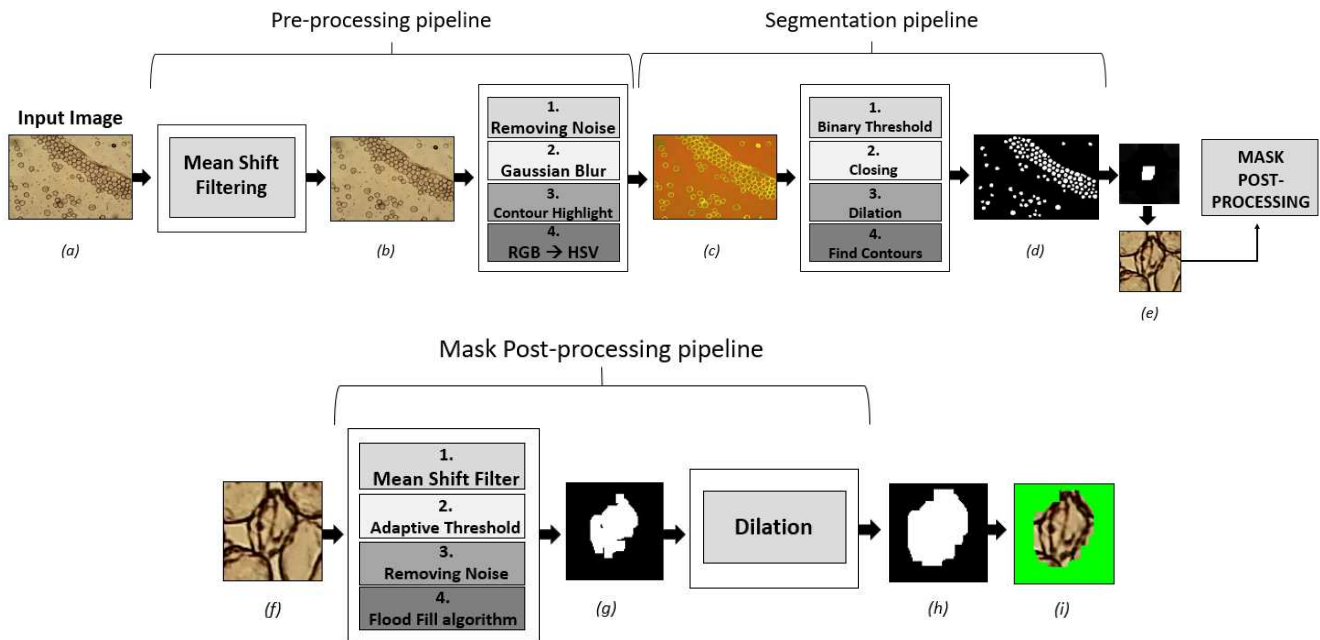 Pre-processing pipeline
Segmentation pipeline
Input Image
Mean Shift
Filtering
1.
Removing Noise
2.
Gaussian Blur
3.
Contour Highlight
4.
RGB → HSV
1.
Binary Threshold
2.
Closing
3.
Dilation
4.
Find Contours
MASK
POST-
PROCESSING
(a)
(b)
(c)
(d)
(e)
Mask Post-processing pipeline
1.
Mean Shift Filter
2.
Adaptive Threshold
3.
Removing Noise
4.
Flood Fill algorithm
Dilation
(f)
(g)
(h)
(i)